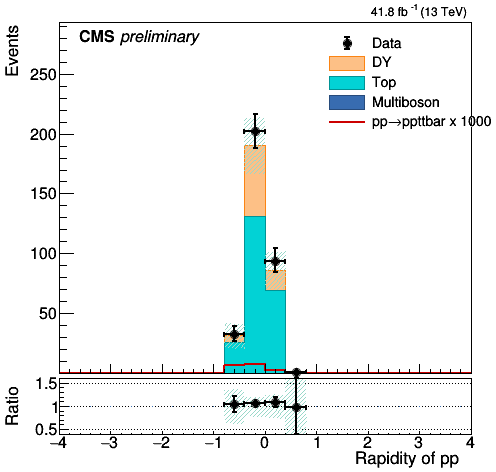 41.8 fb⁻¹ (13 TeV)
CMS preliminary
Events
Data
DY
Top
Multiboson
pp→ppttbar x 1000
250
200
150
100
50
Ratio
1.5
1
0.5
−4 −3 −2 −1 0 1 2 3 4
Rapidity of pp